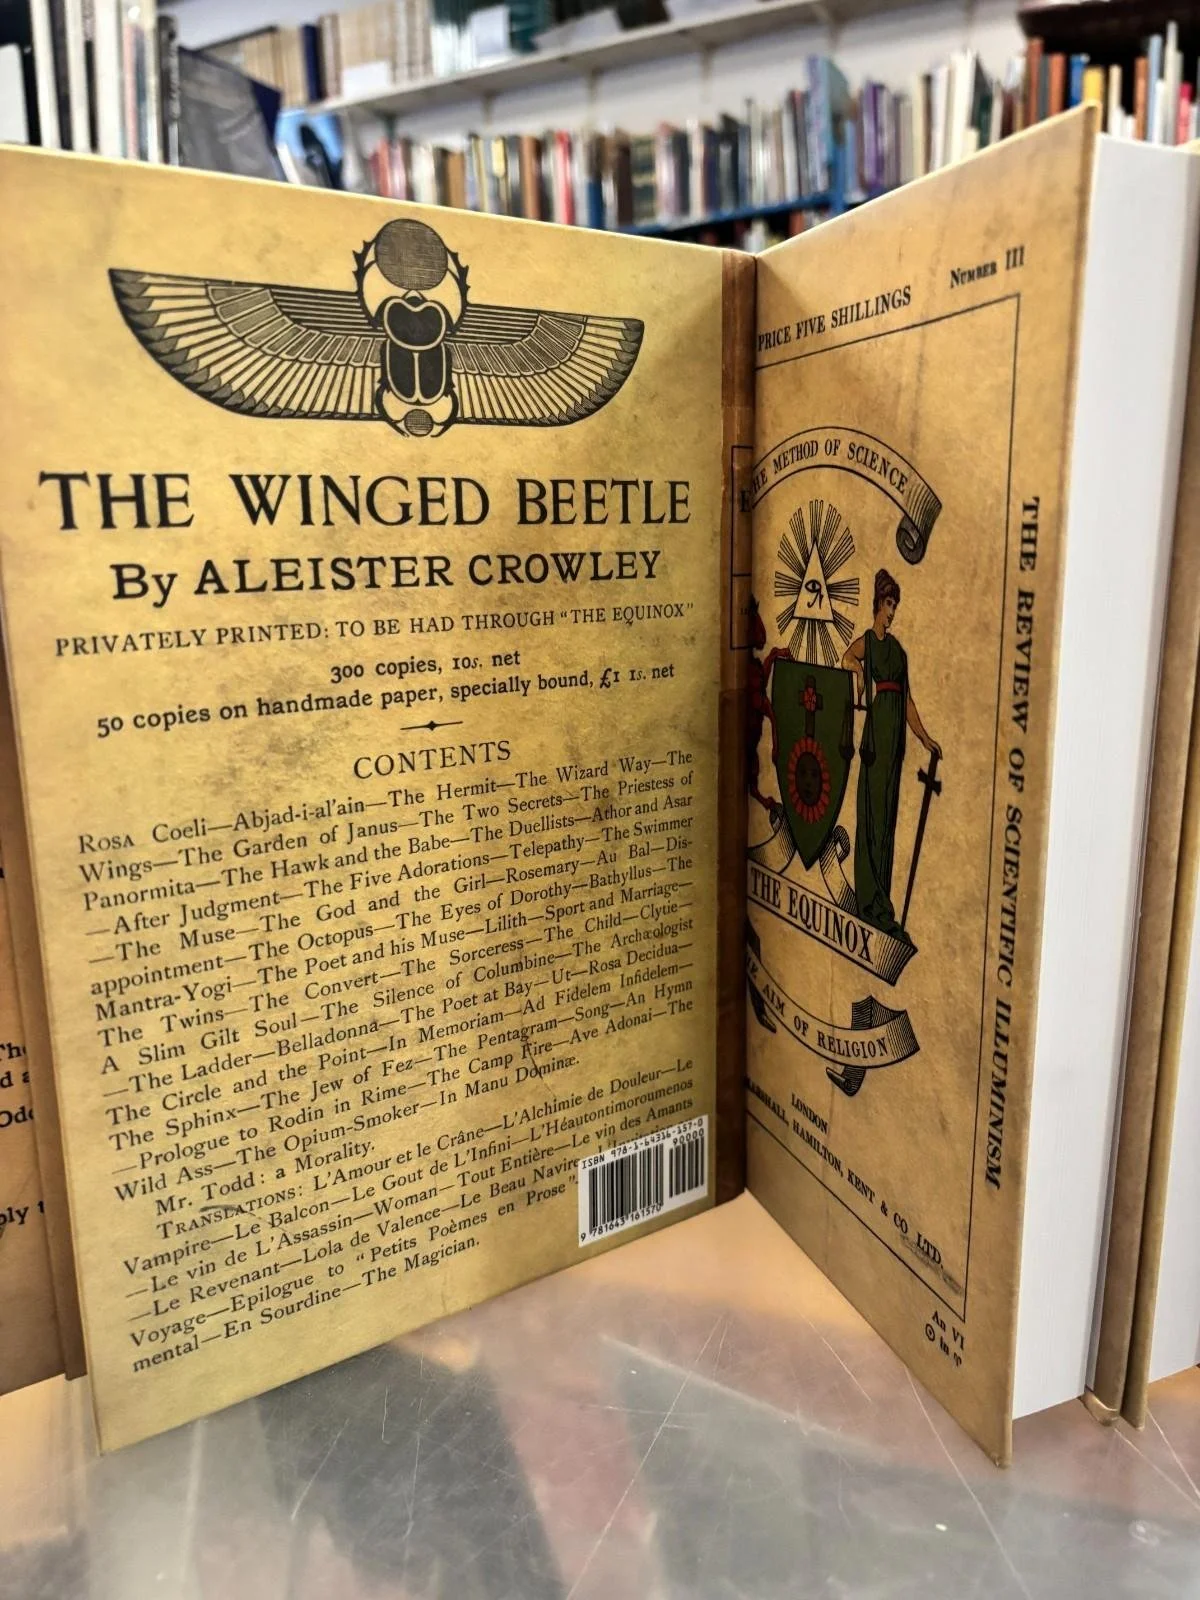 THE WINGED BEETLE
By ALEISTER CROWLEY
PRIVATELY PRINTED: TO BE HAD THROUGH "THE EQUINOX"
300 copies, 10s. net
50 copies on handmade paper, specially bound, £1 1s. net
CONTENTS
ROSA Coeli—Abjad-i-al'ain—The Hermit—The Wizard Way—The
Wings—The Garden of Janus—The Two Secrets—The Priestess of
Panormita—The Hawk and the Babe—The Duellists—Athor and Asar
—After Judgment—The Five Adorations—Telepathy—The Swimmer
—The Muse—The God and the Girl—Rosemary—Au Bal—Dis-
appointment—The Octopus—The Eyes of Dorothy—Bathyllus—The
Mantra-Yogi—The Poet and his Muse—Lilith—Sport and Marriage—
The Twins—The Convert—The Sorceress—The Child—Clytie—
A Slim Gilt Soul—The Silence of Columbine—The Archæologist
—The Ladder—Belladonna—The Poet at Bay—Ut—Rosa Decidua—
The Circle and the Point—In Memoriam—Ad Fidelem Infidelem—
The Sphinx—The Jew of Fez—The Pentagram—Song—An Hymn
—Prologue to Rodin in Rime—The Camp Fire—Ave Adonai—The
Wild Ass—The Opium-Smoker—In Manu Dominæ.
Mr. Todd: a Morality.
TRANSLATIONS: L'Amour et le Crâne—L'Alchimie de Douleur—Le
Vampire—Le Balcon—Le Gout de L'Infini—L'Héautontimoroumenos
—Le vin de L'Assassin—Woman—Tout Entière—Le vin des Amants
—Le Revenant—Lola de Valence—Le Beau Navire
Voyage—Epilogue to "Petits Poèmes en Prose"
mental—En Sourdine—The Magician.
ISBN 978-1-64316-157-0
90000
9 781643 161570
PRICE FIVE SHILLINGS
NUMBER III
THE METHOD OF SCIENCE
THE EQUINOX
AIM OF RELIGION
THE REVIEW OF SCIENTIFIC ILLUMINISM
LONDON
MARSHALL, HAMILTON, KENT & CO. LTD.
An VI
☉ in ♈